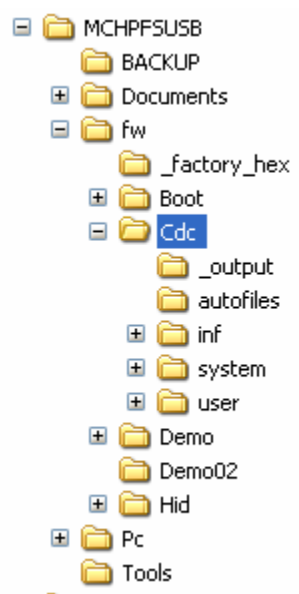 MCHPFSUSB
BACKUP
Documents
fw
_factory_hex
Boot
Cdc
_output
autofiles
inf
system
user
Demo
Demo02
Hid
Pc
Tools